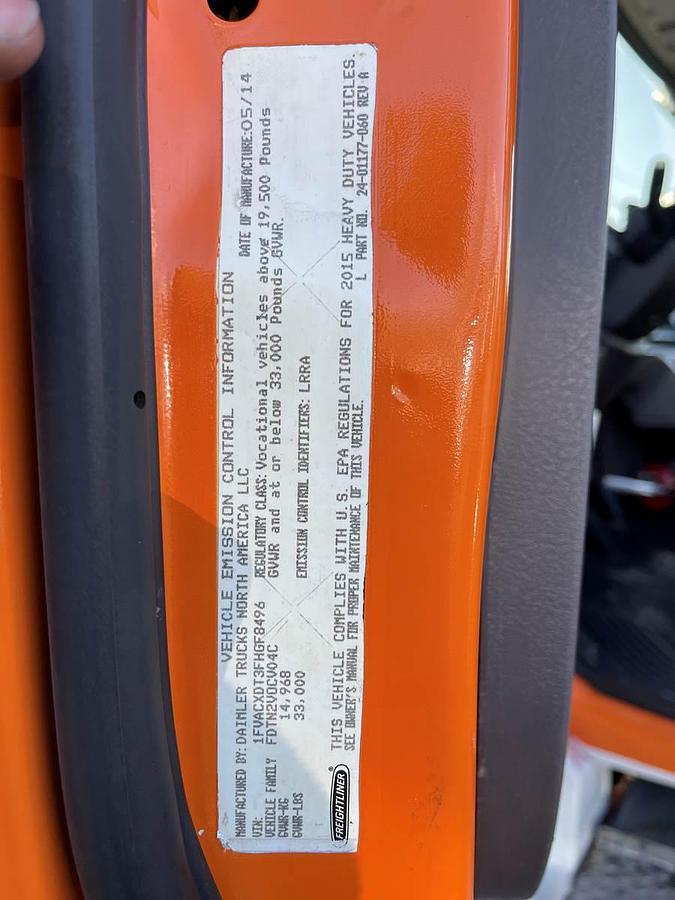 VEHICLE EMISSION CONTROL INFORMATION
MANUFACTURED BY: DAIMLER TRUCKS NORTH AMERICA LLC
DATE OF MANUFACTURE: 05/14
VIN: 1FVACXDT3FHGF8496
REGULATORY CLASS: Vocational vehicles above 19,500 Pounds
GVWR and at or below 33,000 Pounds GVWR.
VEHICLE FAMILY FDTN2VOCV04C
GVWR-KG 14,968
GVWR-LBS 33,000
EMISSION CONTROL IDENTIFIERS: LRRA
THIS VEHICLE COMPLIES WITH U.S. EPA REGULATIONS FOR 2015 HEAVY DUTY VEHICLES.
SEE OWNER'S MANUAL FOR PROPER MAINTENANCE OF THIS VEHICLE.
L PART NO. 24-01177-060 REV A
FREIGHTLINER®